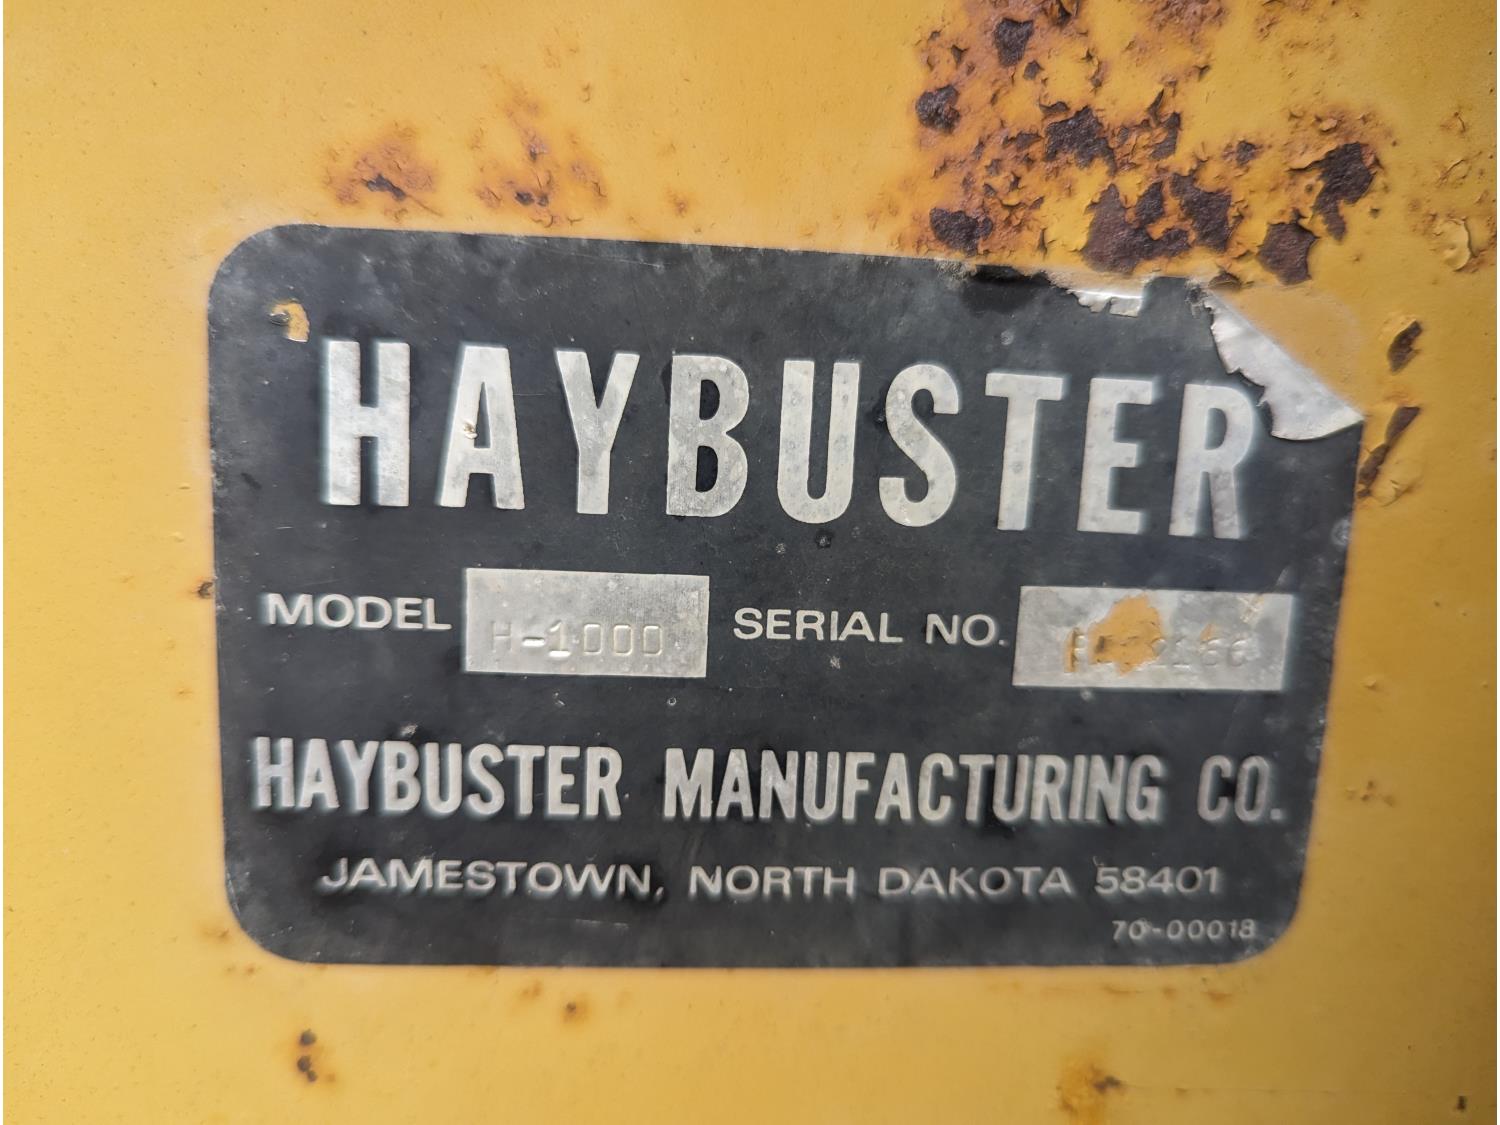 HAYBUSTER
MODEL H-1000 SERIAL NO.
HAYBUSTER MANUFACTURING CO.
JAMESTOWN, NORTH DAKOTA 58401
70-00018